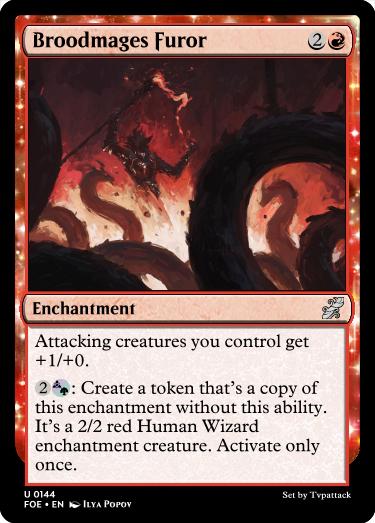 Broodmages Furor 2
Enchantment
Attacking creatures you control get
+1/+0.
2: Create a token that's a copy of
this enchantment without this ability.
It's a 2/2 red Human Wizard
enchantment creature. Activate only
once.
U 0144
FOE • EN Ilya Popov
Set by Tvpattack